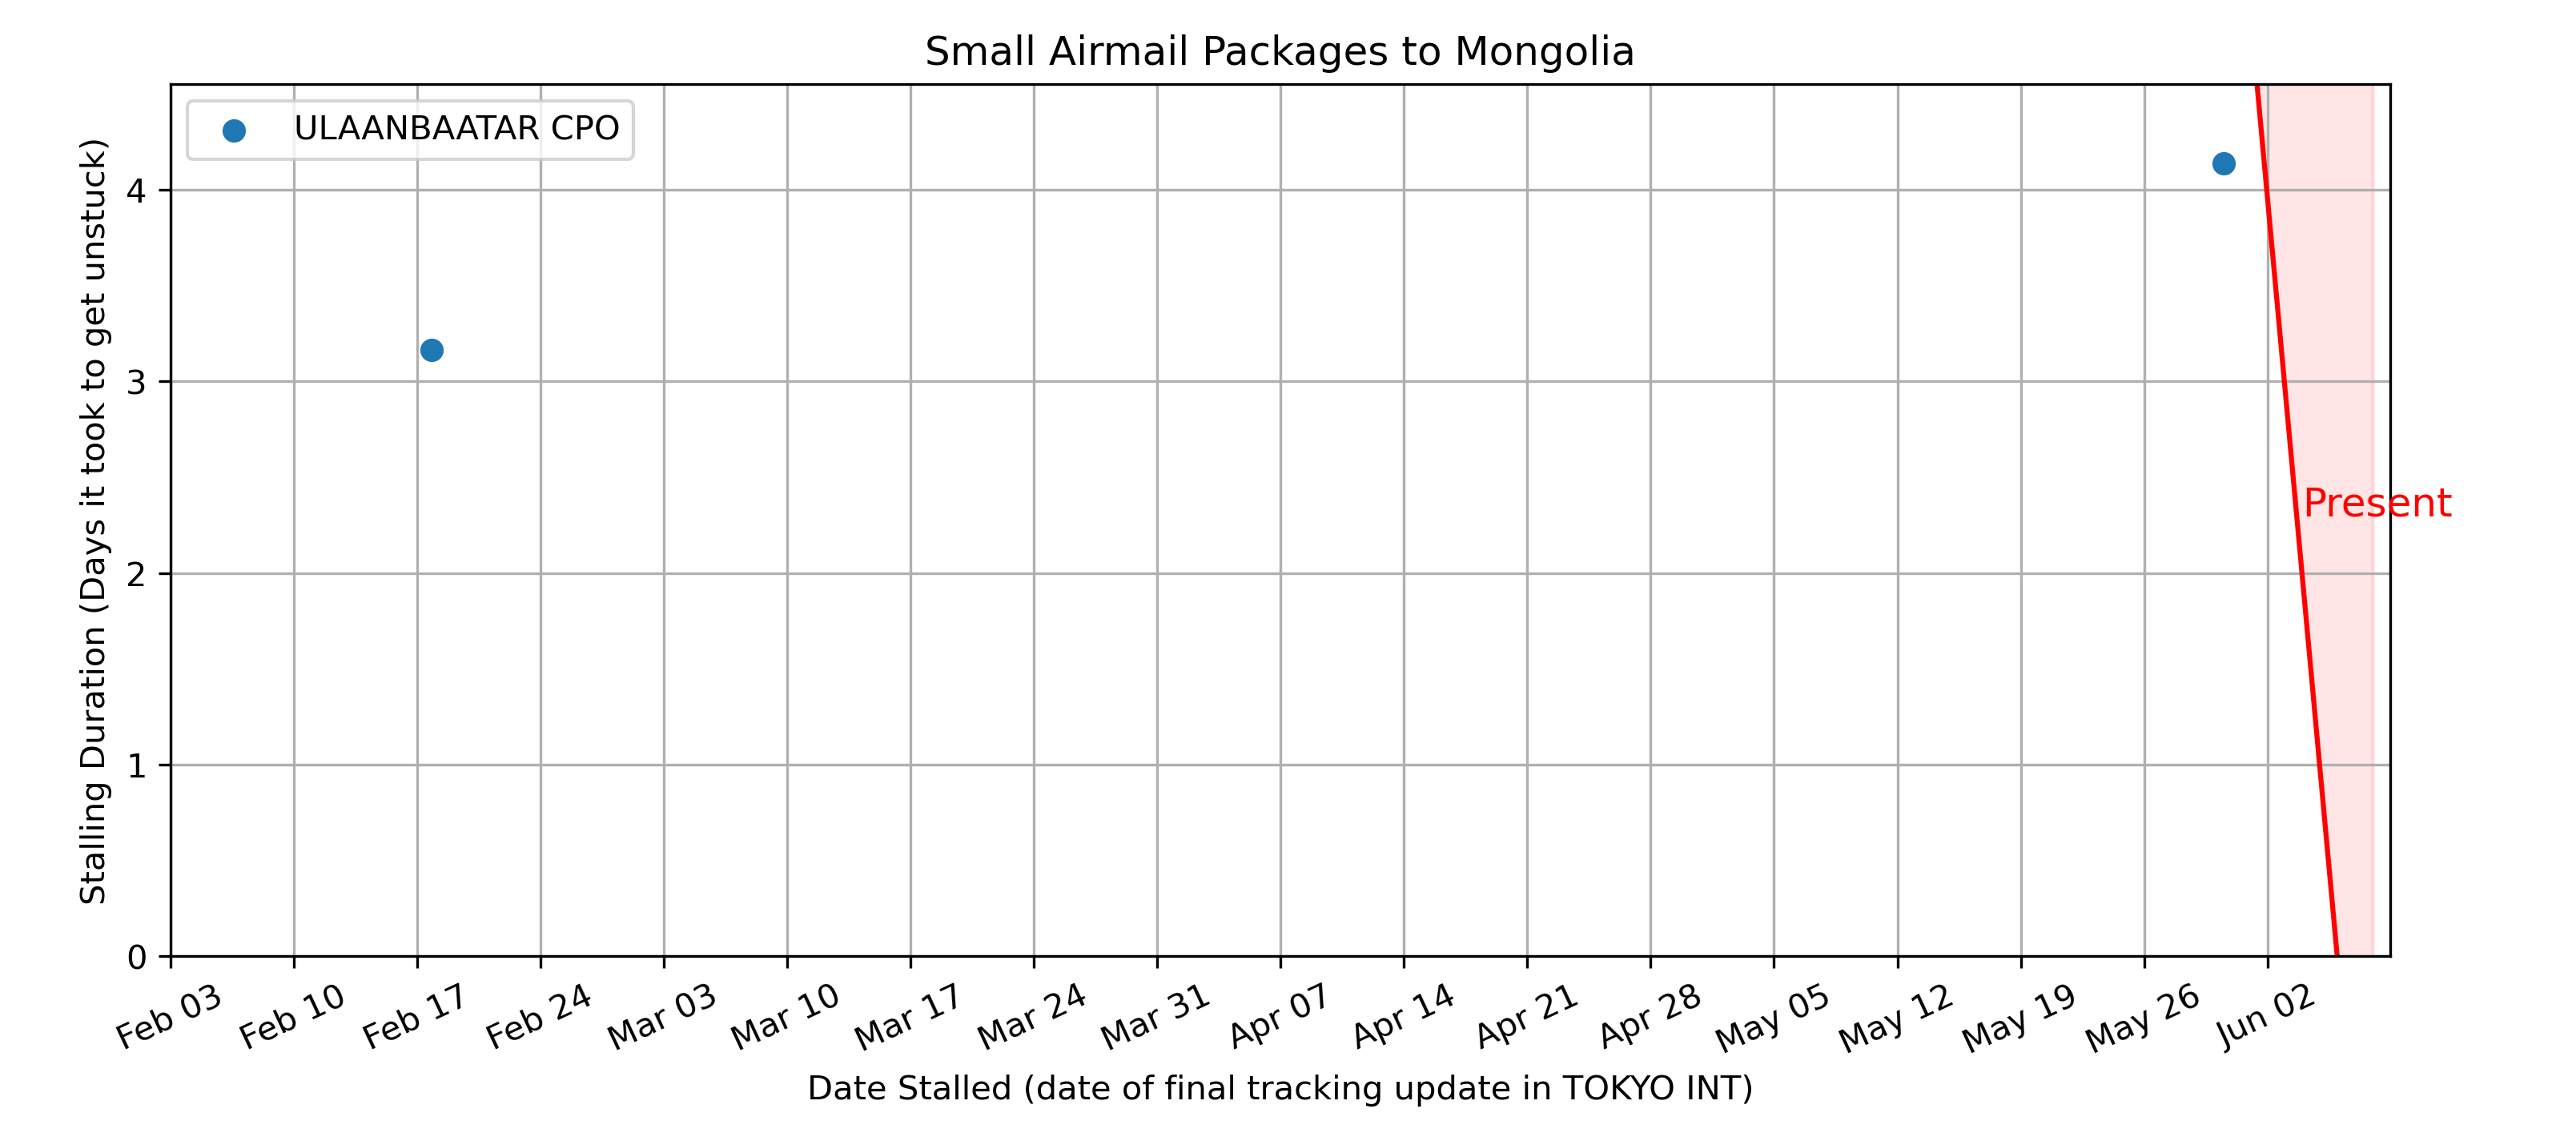 Small Airmail Packages to Mongolia
ULAANBAATAR CPO
Stalling Duration (Days it took to get unstuck)
4
3
2
1
0
Present
Feb 03
Feb 10
Feb 17
Feb 24
Mar 03
Mar 10
Mar 17
Mar 24
Mar 31
Apr 07
Apr 14
Apr 21
Apr 28
May 05
May 12
May 19
May 26
Jun 02
Date Stalled (date of final tracking update in TOKYO INT)